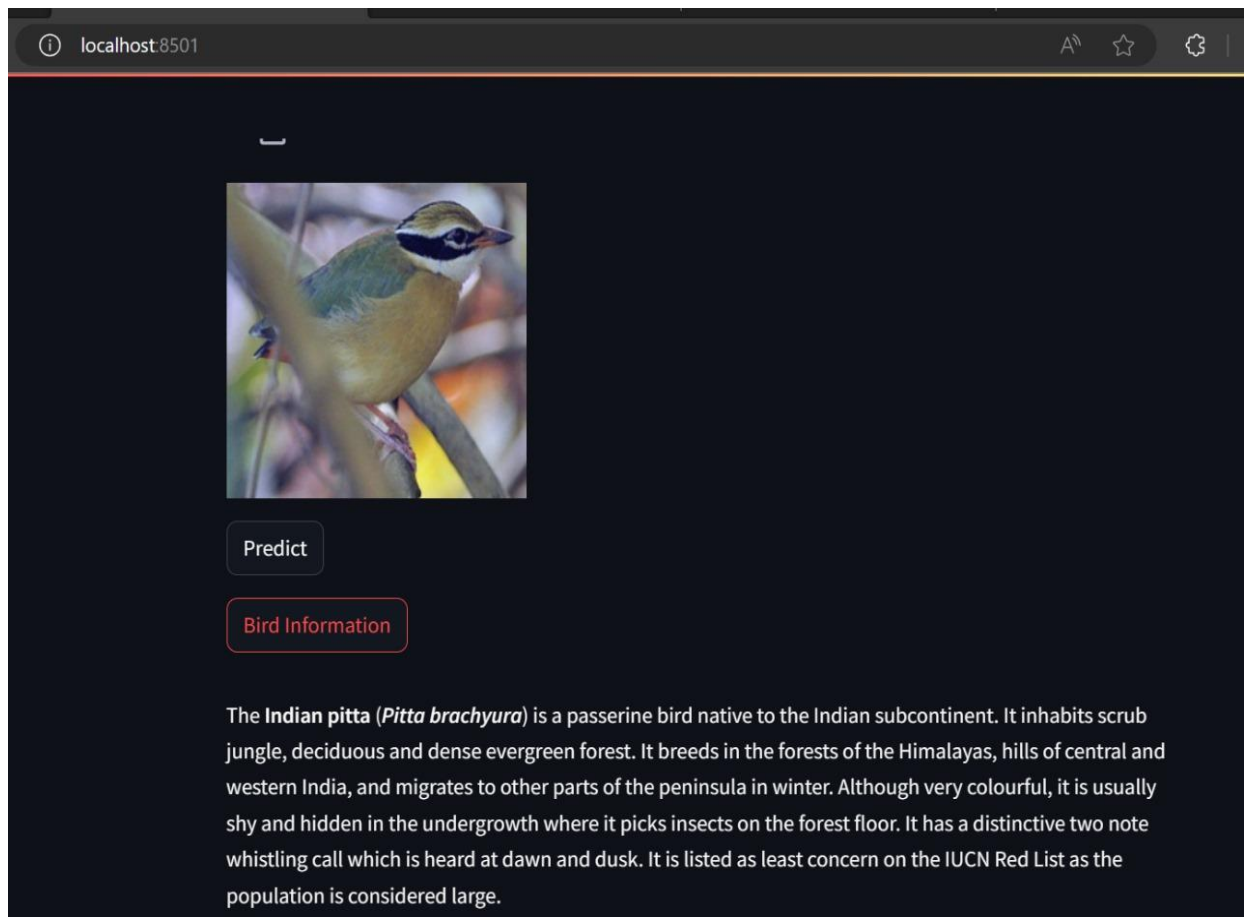 localhost:8501
Predict
Bird Information
The Indian pitta (Pitta brachyura) is a passerine bird native to the Indian subcontinent. It inhabits scrub
jungle, deciduous and dense evergreen forest. It breeds in the forests of the Himalayas, hills of central and
western India, and migrates to other parts of the peninsula in winter. Although very colourful, it is usually
shy and hidden in the undergrowth where it picks insects on the forest floor. It has a distinctive two note
whistling call which is heard at dawn and dusk. It is listed as least concern on the IUCN Red List as the
population is considered large.